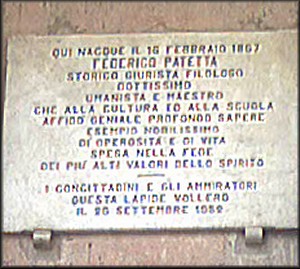 QUI NACQUE IL 16 FEBBRAIO 1867
FEDERICO PATETTA
STORICO GIURISTA FILOLOGO
DOTTISSIMO
UMANISTA E MAESTRO
CHE ALLA CULTURA ED ALLA SCUOLA
AFFIDÒ GENIALE PROFONDO SAPERE
ESEMPIO NOBILISSIMO
DI OPEROSITÀ E DI VITA
SPESA NELLA FEDE
DEI PIU' ALTI VALORI DELLO SPIRITO
I CONCITTADINI E GLI AMMIRATORI
QUESTA LAPIDE VOLLERO
IL 28 SETTEMBRE 1952